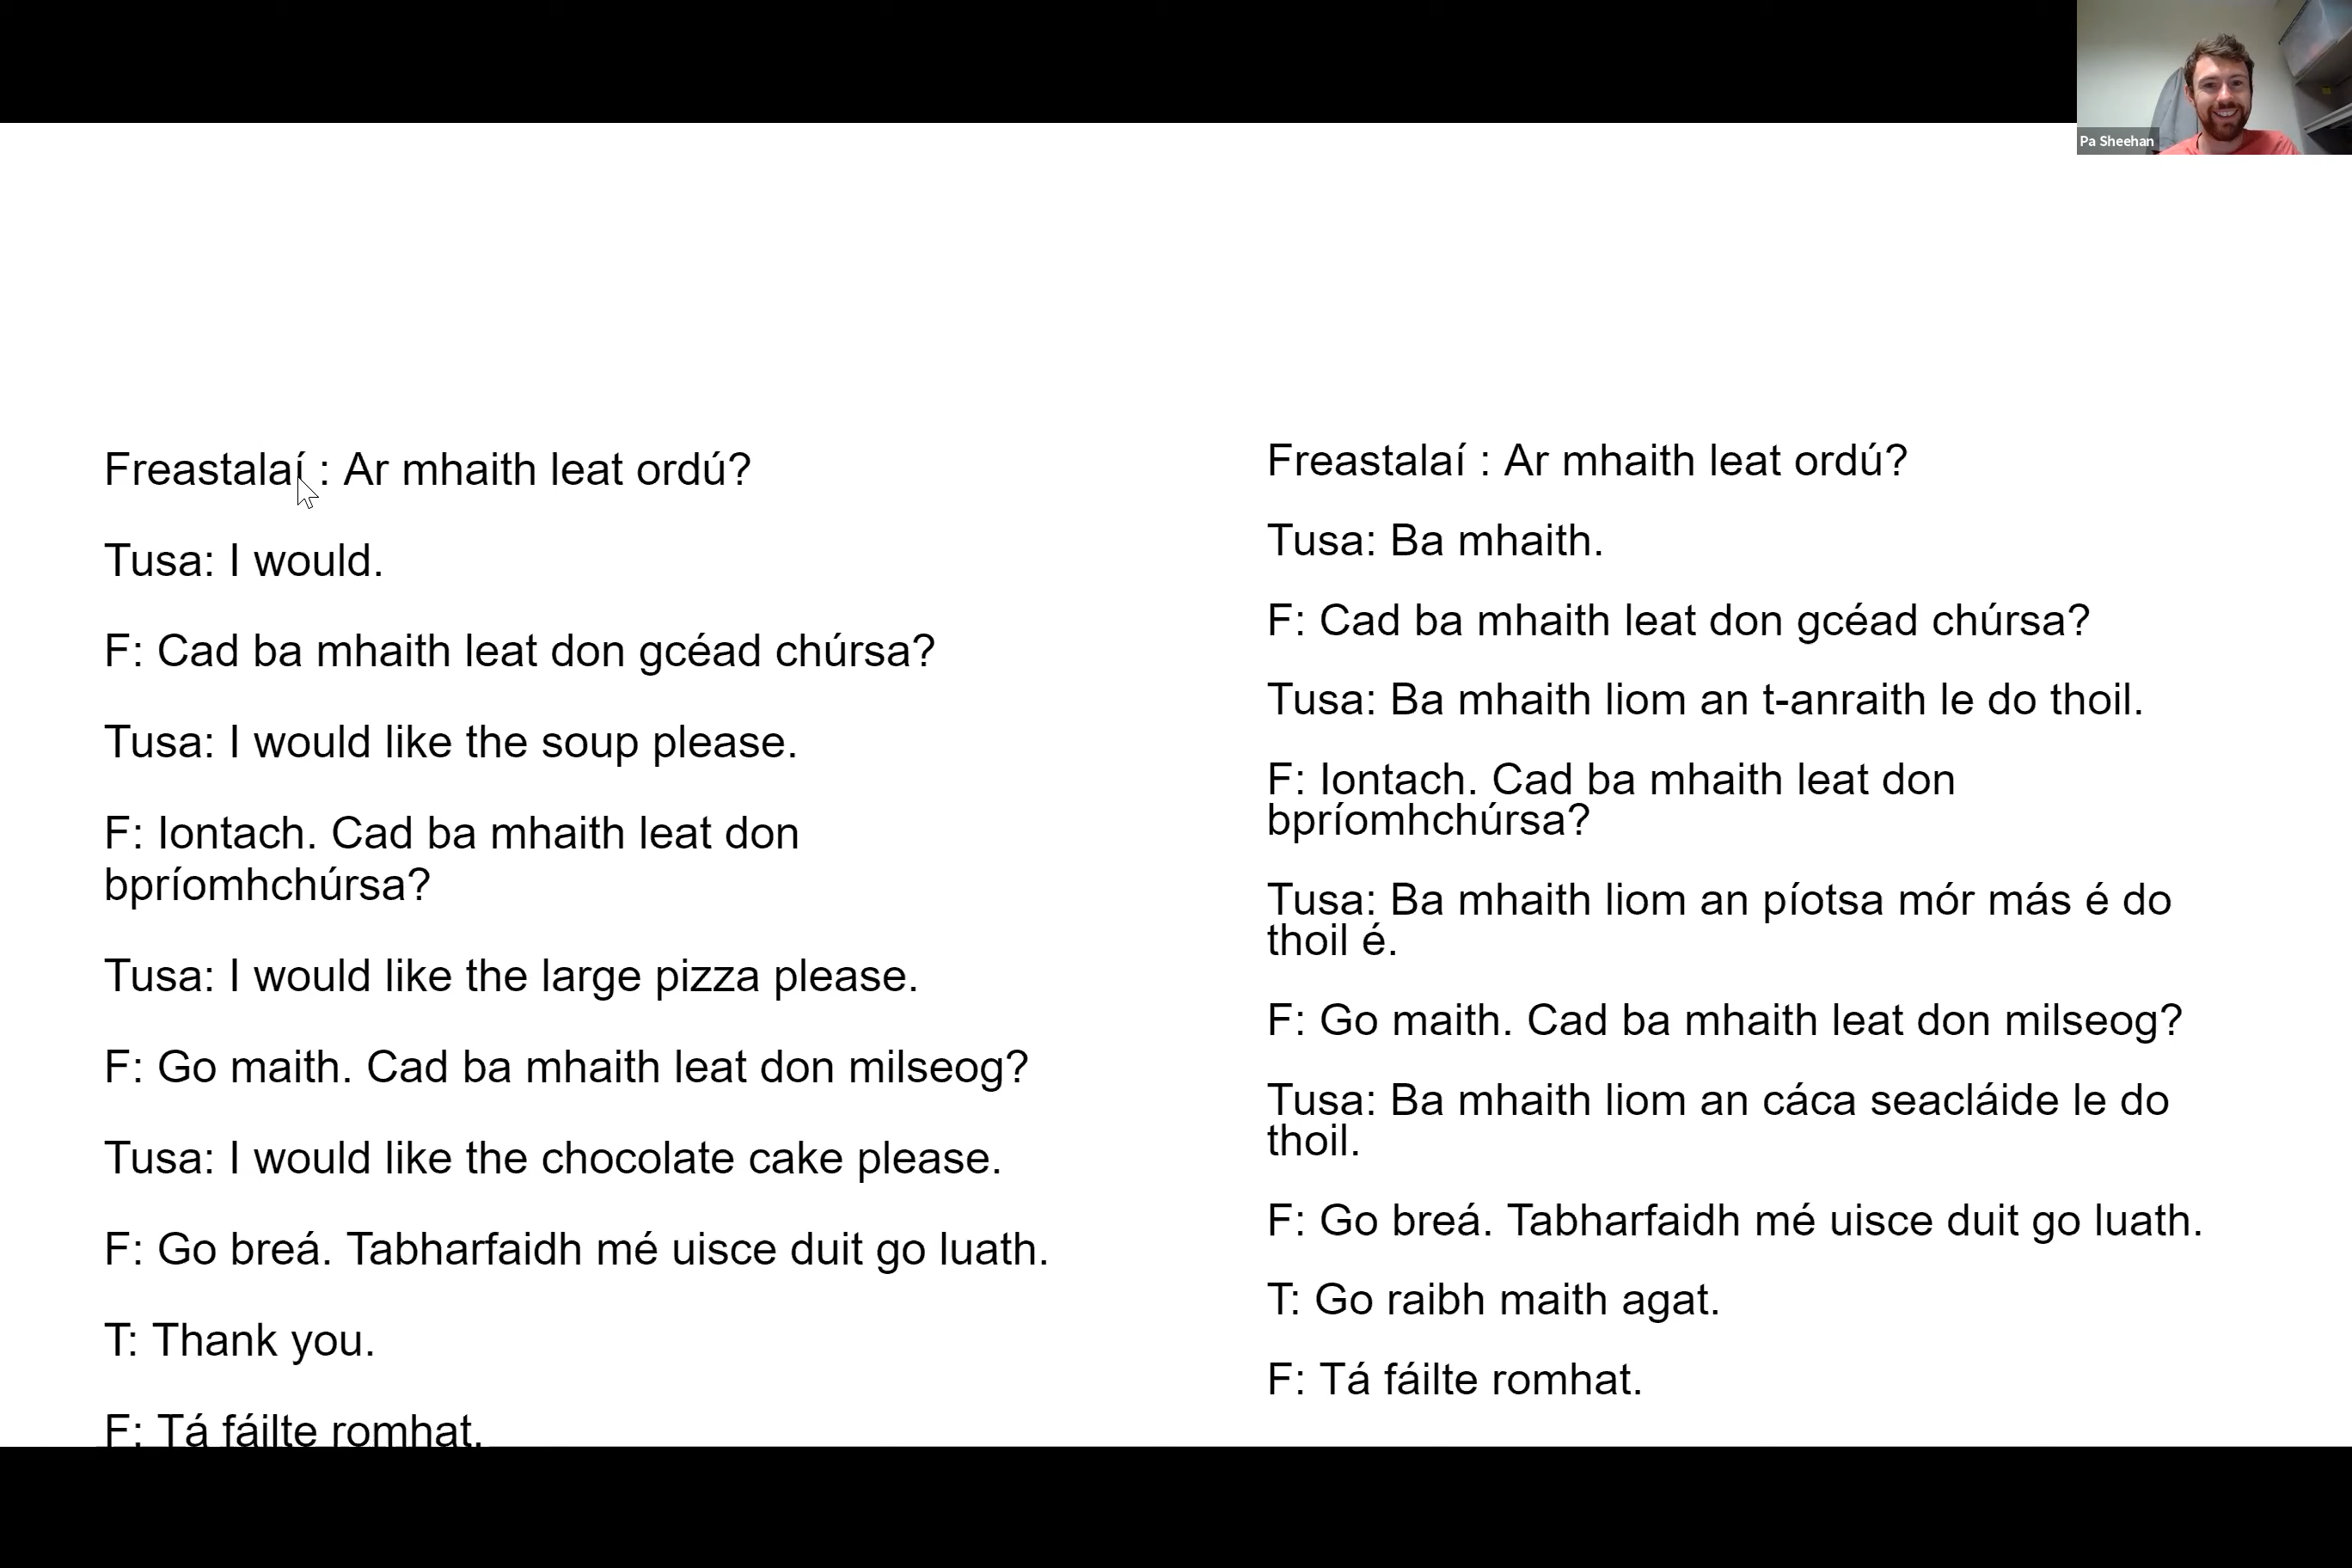 Pa Sheehan
Freastalaí : Ar mhaith leat ordú?
Tusa: I would.
F: Cad ba mhaith leat don gcéad chúrsa?
Tusa: I would like the soup please.
F: Iontach. Cad ba mhaith leat don
bpríomhchúrsa?
Tusa: I would like the large pizza please.
F: Go maith. Cad ba mhaith leat don milseog?
Tusa: I would like the chocolate cake please.
F: Go breá. Tabharfaidh mé uisce duit go luath.
T: Thank you.
F: Tá fáilte romhat.
Freastalaí : Ar mhaith leat ordú?
Tusa: Ba mhaith.
F: Cad ba mhaith leat don gcéad chúrsa?
Tusa: Ba mhaith liom an t-anraith le do thoil.
F: Iontach. Cad ba mhaith leat don
bpríomhchúrsa?
Tusa: Ba mhaith liom an píotsa mór más é do
thoil é.
F: Go maith. Cad ba mhaith leat don milseog?
Tusa: Ba mhaith liom an cáca seacláide le do
thoil.
F: Go breá. Tabharfaidh mé uisce duit go luath.
T: Go raibh maith agat.
F: Tá fáilte romhat.